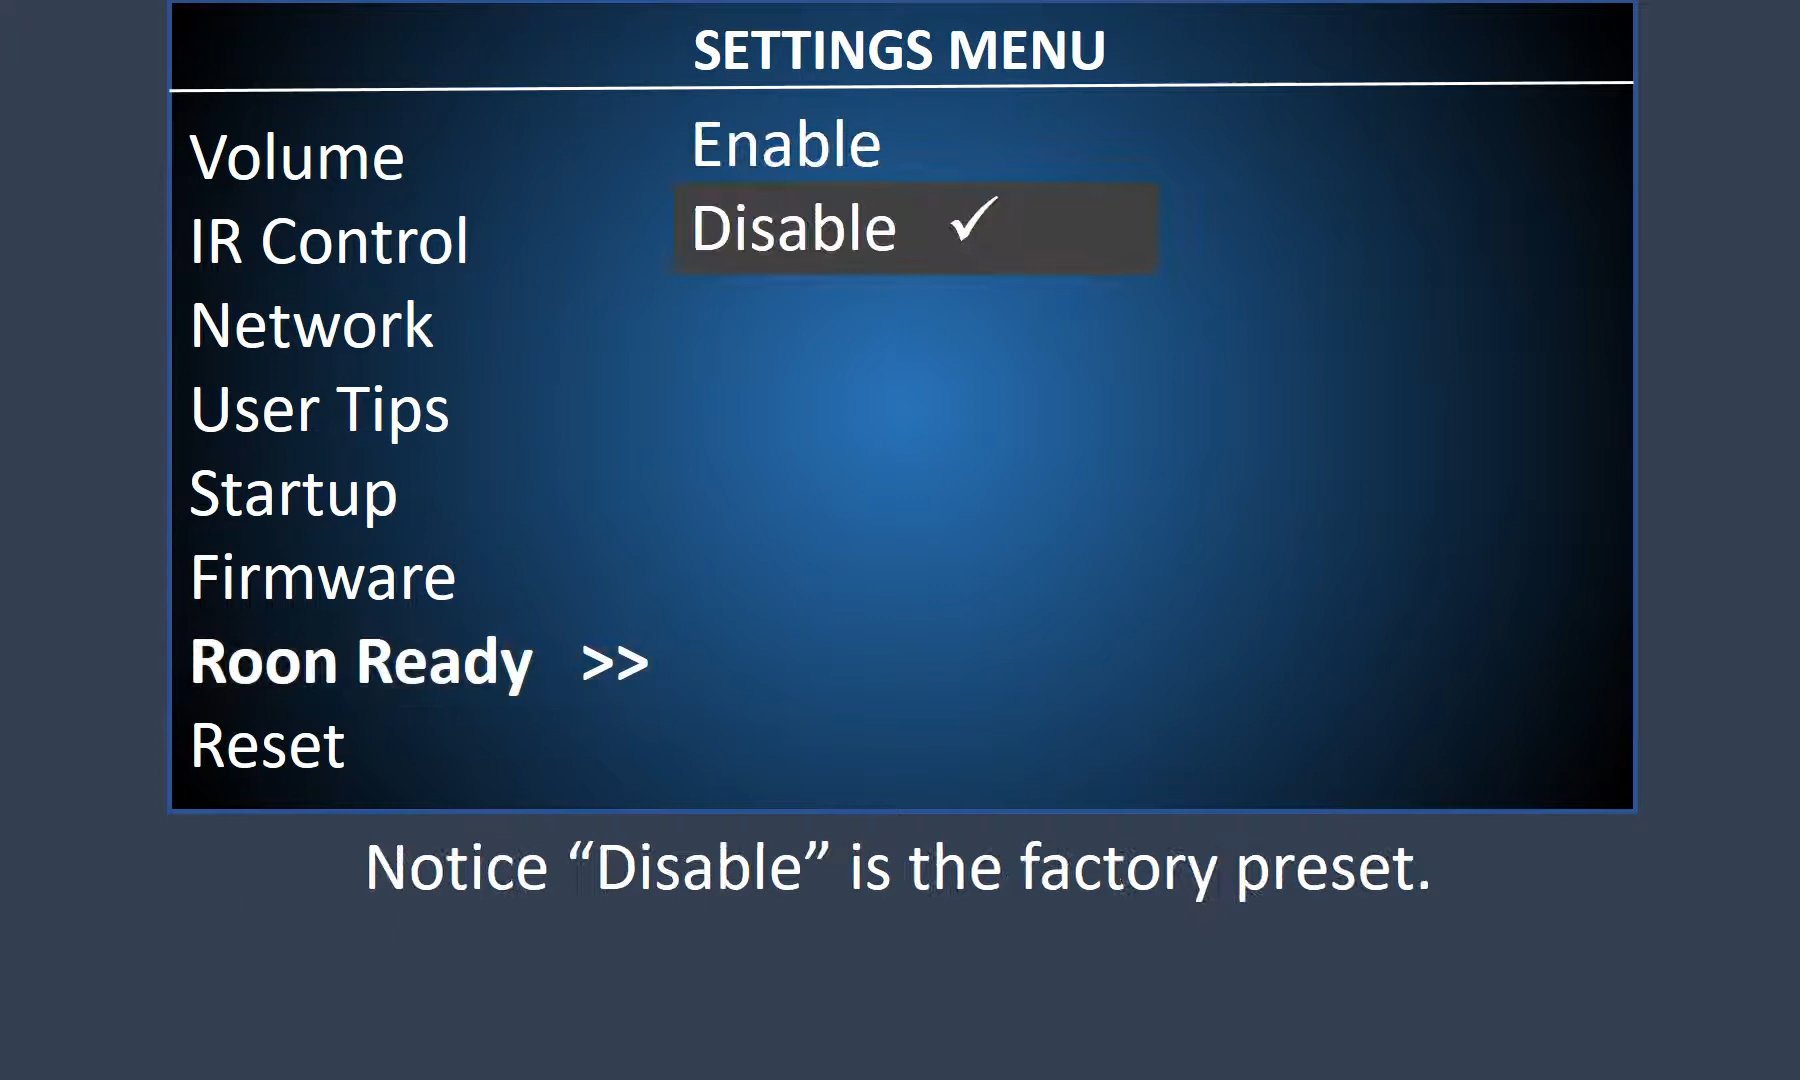 SETTINGS MENU
Volume
IR Control
Network
User Tips
Startup
Firmware
Roon Ready >>
Reset
Enable
Disable ✓
Notice “Disable” is the factory preset.